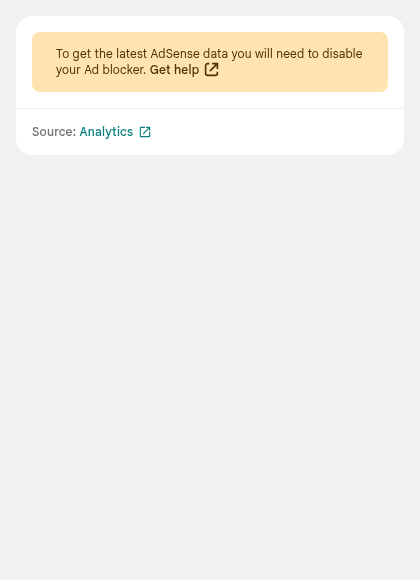 To get the latest AdSense data you will need to disable
your Ad blocker. Get help
Source: Analytics